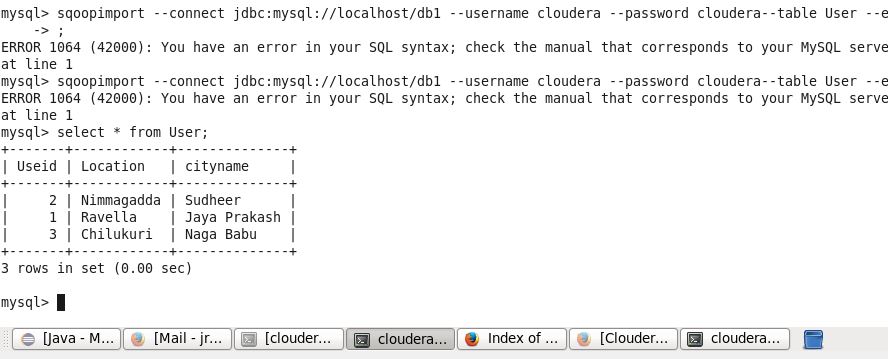 mysql> sqoopimport --connect jdbc:mysql://localhost/db1 --username cloudera --password cloudera--table User --e
    -> ;
ERROR 1064 (42000): You have an error in your SQL syntax; check the manual that corresponds to your MySQL serve
at line 1
mysql> sqoopimport --connect jdbc:mysql://localhost/db1 --username cloudera --password cloudera--table User --e
ERROR 1064 (42000): You have an error in your SQL syntax; check the manual that corresponds to your MySQL serve
at line 1
mysql> select * from User;
+-------+------------+--------------+
| Useid | Location   | cityname     |
+-------+------------+--------------+
|     2 | Nimmagadda | Sudheer      |
|     1 | Ravella    | Jaya Prakash |
|     3 | Chilukuri  | Naga Babu    |
+-------+------------+--------------+
3 rows in set (0.00 sec)
mysql>
[Java - M... [Mail - jr... [clouder... cloudera... Index of ... [Clouder... cloudera...